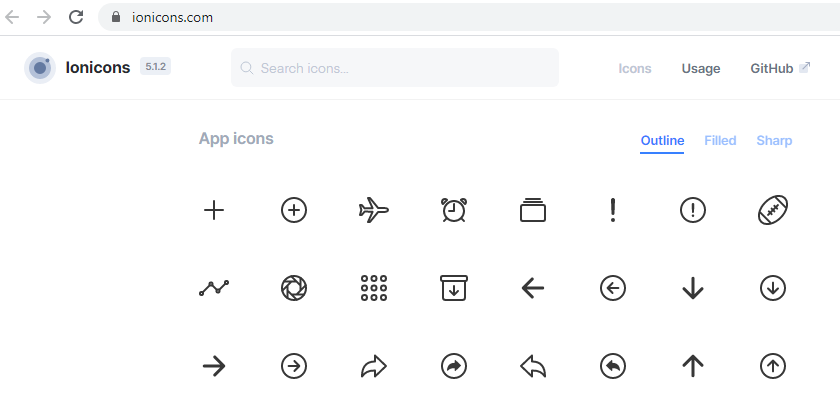 ionicons.com
Ionicons 5.1.2 Search icons... Icons Usage GitHub
App icons Outline Filled Sharp